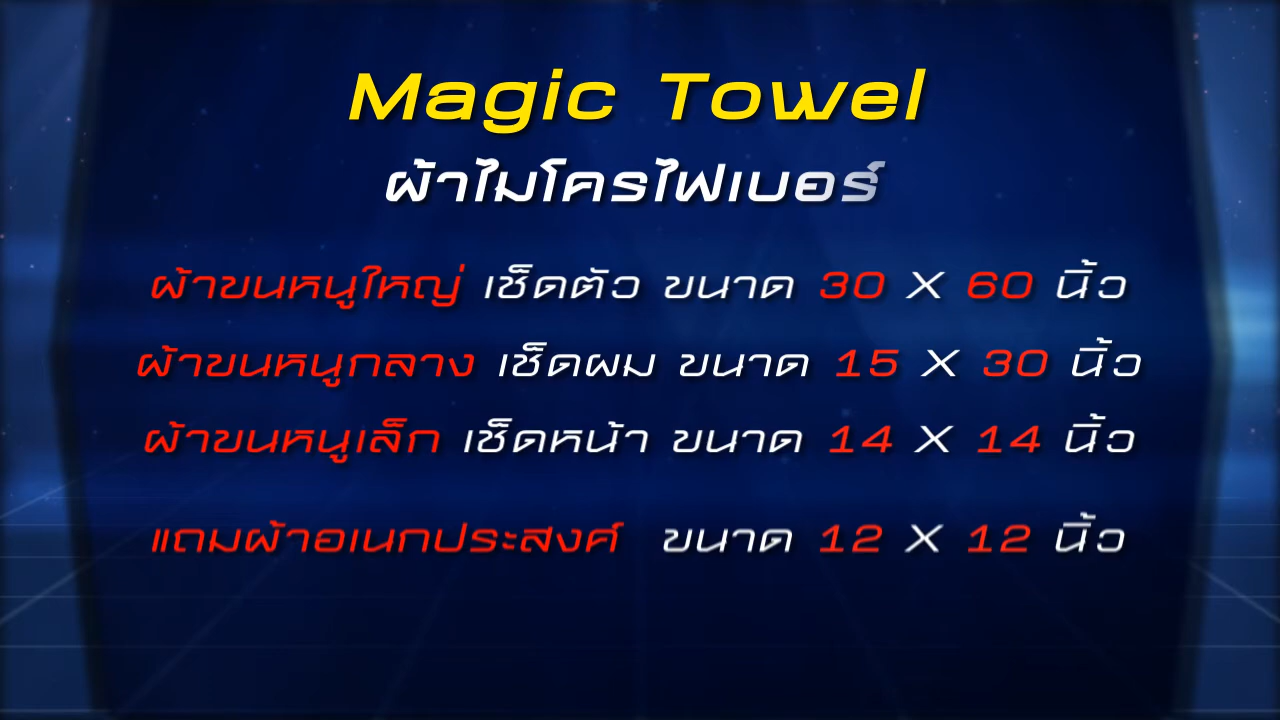 Magic Towel
ผ้าไมโครไฟเบอร์
ผ้าขนหนูใหญ่ เช็ดตัว ขนาด 30 X 60 นิ้ว
ผ้าขนหนูกลาง เช็ดผม ขนาด 15 X 30 นิ้ว
ผ้าขนหนูเล็ก เช็ดหน้า ขนาด 14 X 14 นิ้ว
แถมผ้าอเนกประสงค์ ขนาด 12 X 12 นิ้ว